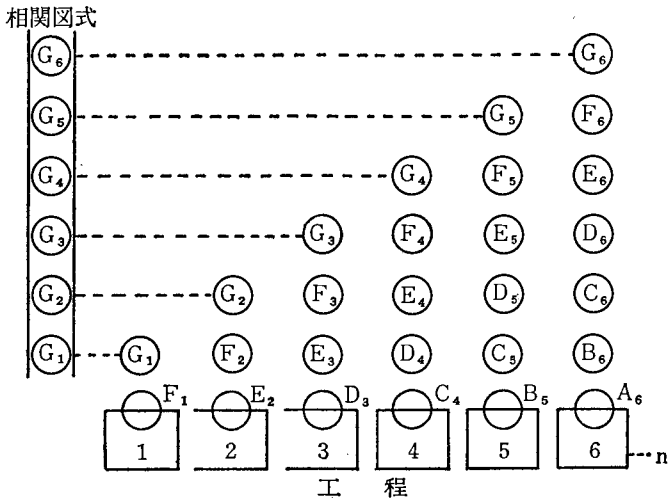 相関図式
G₆ G₆
G₅ G₅ F₆
G₄ G₄ F₅ E₆
G₃ G₃ F₄ E₅ D₆
G₂ G₂ F₃ E₄ D₅ C₆
G₁ G₁ F₂ E₃ D₄ C₅ B₆
F₁ E₂ D₃ C₄ B₅ A₆
1 2 3 4 5 6 n
工程